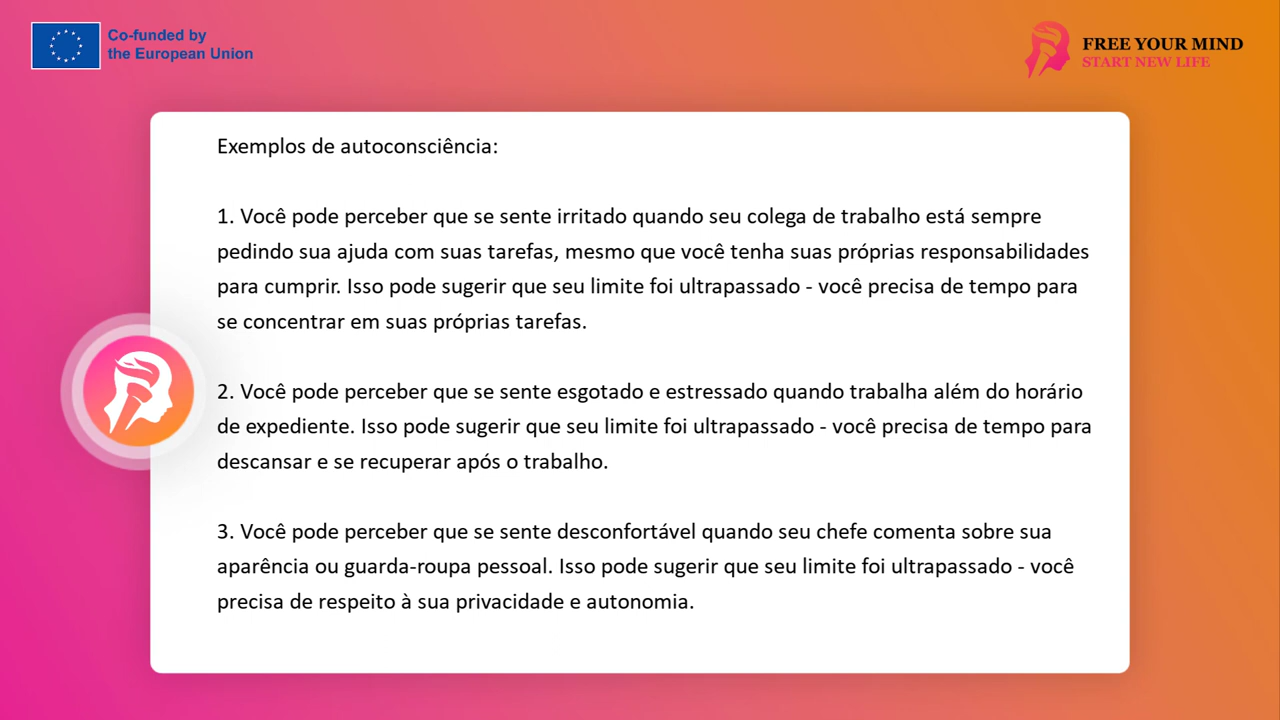 Co-funded by
the European Union
FREE YOUR MIND
START NEW LIFE
Exemplos de autoconsciência:
1. Você pode perceber que se sente irritado quando seu colega de trabalho está sempre
pedindo sua ajuda com suas tarefas, mesmo que você tenha suas próprias responsabilidades
para cumprir. Isso pode sugerir que seu limite foi ultrapassado - você precisa de tempo para
se concentrar em suas próprias tarefas.
2. Você pode perceber que se sente esgotado e estressado quando trabalha além do horário
de expediente. Isso pode sugerir que seu limite foi ultrapassado - você precisa de tempo para
descansar e se recuperar após o trabalho.
3. Você pode perceber que se sente desconfortável quando seu chefe comenta sobre sua
aparência ou guarda-roupa pessoal. Isso pode sugerir que seu limite foi ultrapassado - você
precisa de respeito à sua privacidade e autonomia.